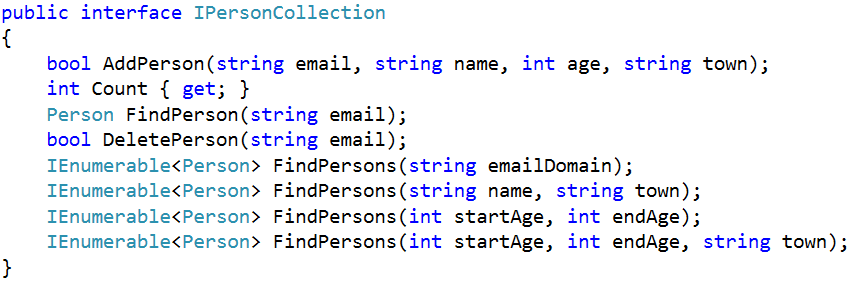 public interface IPersonCollection
{
    bool AddPerson(string email, string name, int age, string town);
    int Count { get; }
    Person FindPerson(string email);
    bool DeletePerson(string email);
    IEnumerable<Person> FindPersons(string emailDomain);
    IEnumerable<Person> FindPersons(string name, string town);
    IEnumerable<Person> FindPersons(int startAge, int endAge);
    IEnumerable<Person> FindPersons(int startAge, int endAge, string town);
}